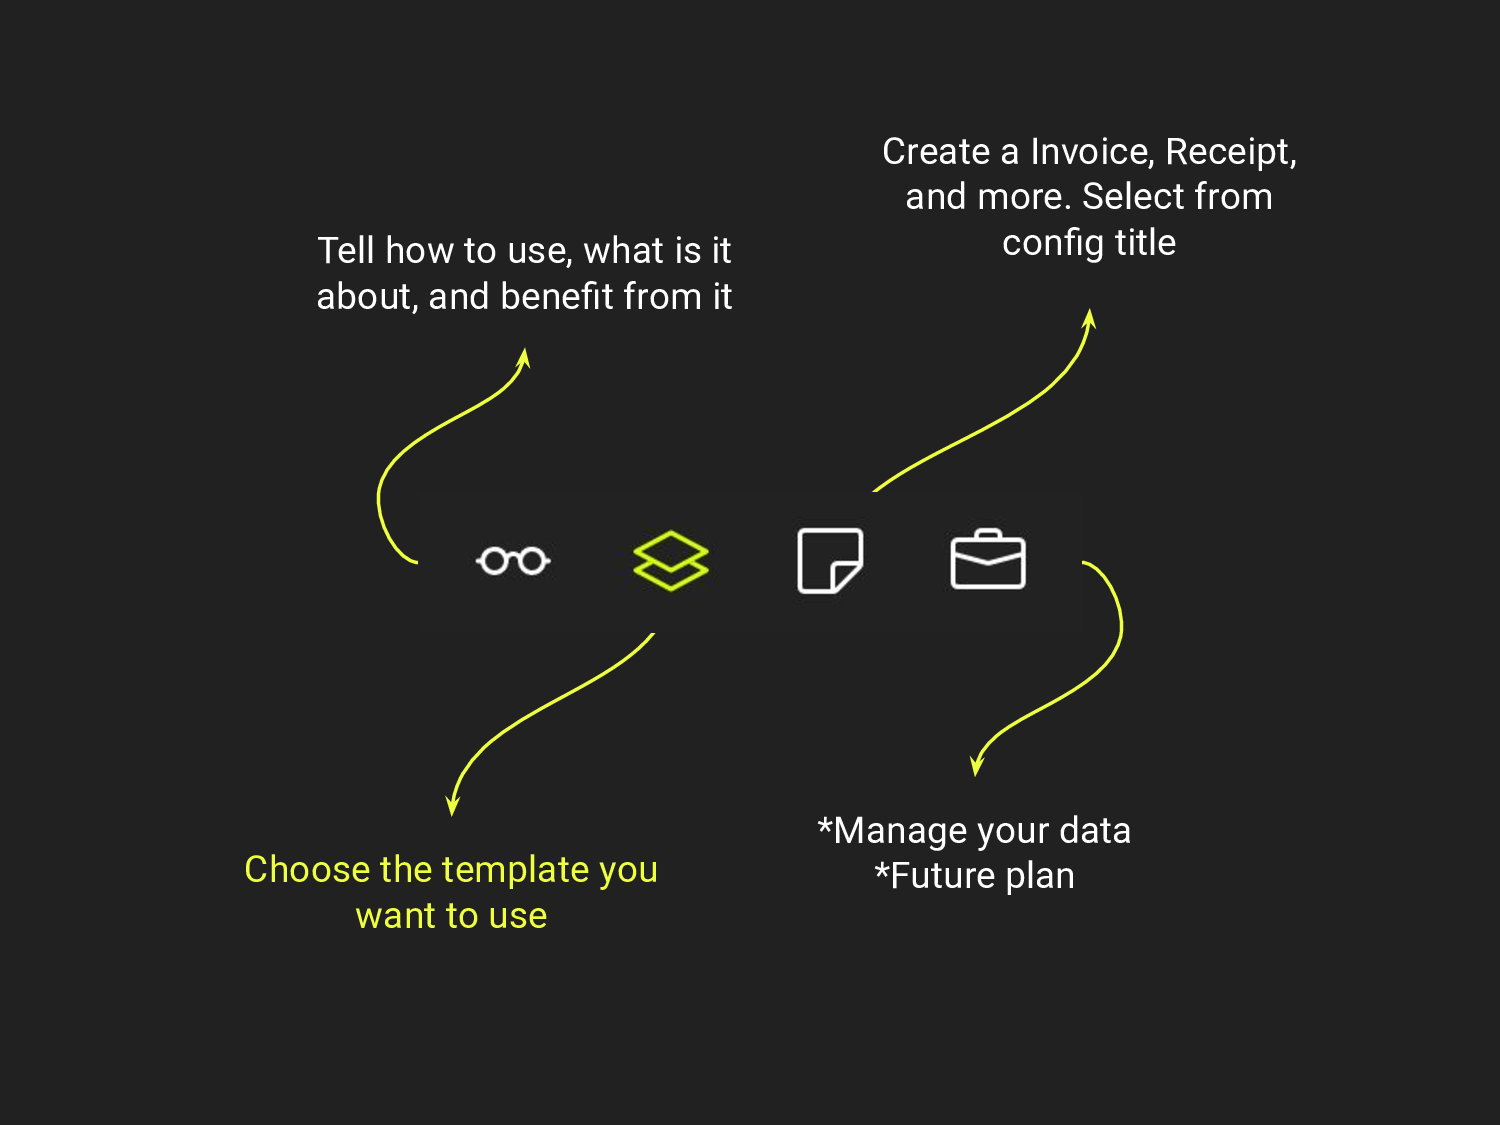 Create a Invoice, Receipt,
and more. Select from
config title
Tell how to use, what is it
about, and benefit from it
Choose the template you
want to use
*Manage your data
*Future plan